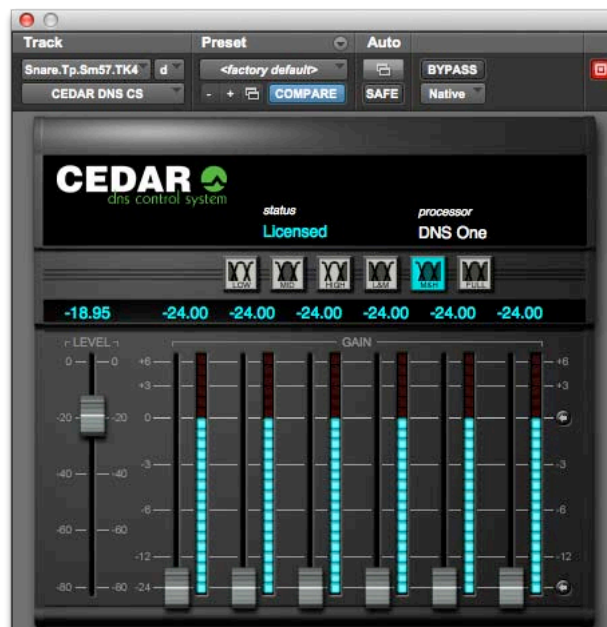 Track Preset Auto
Snare.Tp.Sm57.TK4 d <factory default> BYPASS
CEDAR DNS CS - + COMPARE SAFE Native
CEDAR
dns control system
status processor
Licensed DNS One
LOW MID HIGH L&M M&H FULL
-18.95 -24.00 -24.00 -24.00 -24.00 -24.00 -24.00
LEVEL GAIN
0 0 +6 +6
+3 +3
-20 -20 0
-3 -3
-40 -40
-6 -6
-60 -60
-12 -12
-80 -80 -24